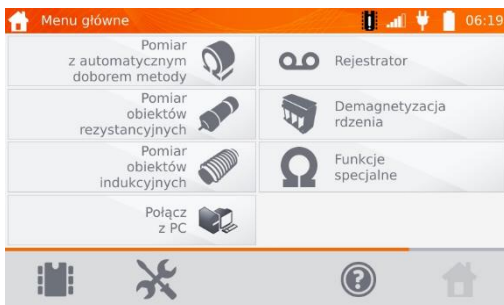 Menu główne
06:19
Pomiar
z automatycznym
doborem metody
Rejestrator
Pomiar
obiektów
rezystancyjnych
Demagnetyzacja
rdzenia
Pomiar
obiektów
indukcyjnych
Funkcje
specjalne
Połącz
z PC